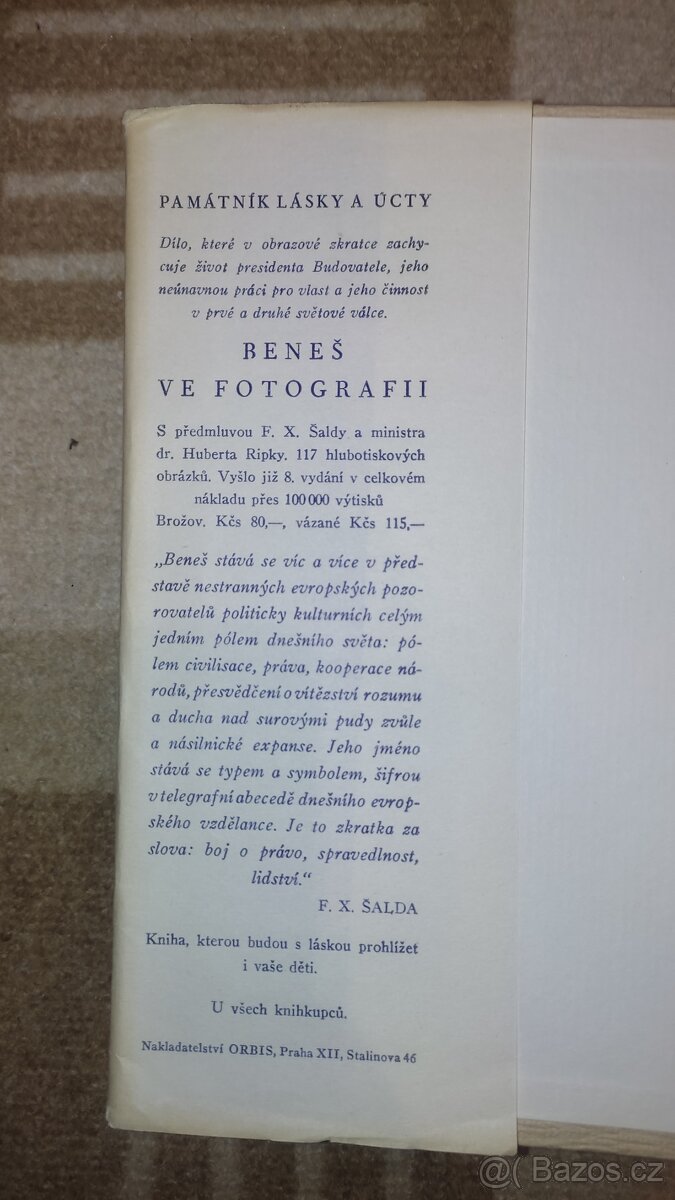 PAMÁTNÍK LÁSKY A ÚCTY
Dílo, které v obrazové zkratce zachy-
cuje život presidenta Budovatele, jeho
neúnavnou práci pro vlast a jeho činnost
v prvé a druhé světové válce.
BENEŠ
VE FOTOGRAFII
S předmluvou F. X. Šaldy a ministra
dr. Huberta Ripky. 117 hlubotiskových
obrázků. Vyšlo již 8. vydání v celkovém
nákladu přes 100 000 výtisků
Brožov. Kčs 80,—, vázané Kčs 115,—
„Beneš stává se víc a více v před-
stavě nestranných evropských pozo-
rovatelů politicky kulturních celým
jedním pólem dnešního světa: pó-
lem civilisace, práva, kooperace ná-
rodů, přesvědčení o vítězství rozumu
a ducha nad surovými pudy zvůle
a násilnické expanse. Jeho jméno
stává se typem a symbolem, šifrou
v telegrafní abecedě dnešního evrop-
ského vzdělance. Je to zkratka za
slova: boj o právo, spravedlnost,
lidství.“
F. X. ŠALDA
Kniha, kterou budou s láskou prohlížet
i vaše děti.
U všech knihkupců.
Nakladatelství ORBIS, Praha XII, Stalinova 46
@( Bazos.cz